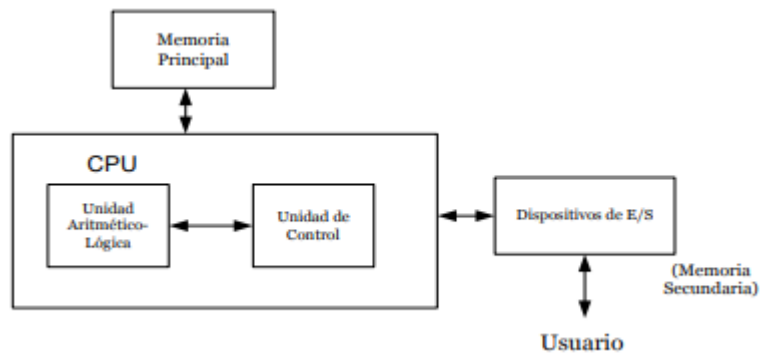 Memoria
Principal
CPU
Unidad
Aritmético-
Lógica
Unidad de
Control
Dispositivos de E/S
(Memoria
Secundaria)
Usuario